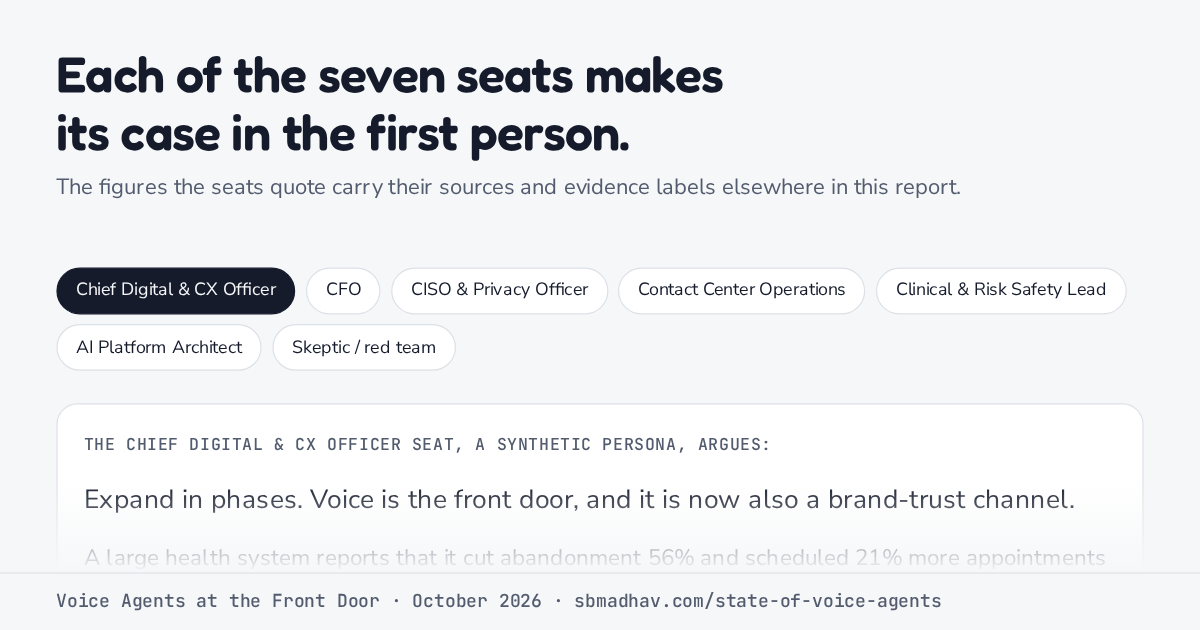 Each of the seven seats makes
its case in the first person.
The figures the seats quote carry their sources and evidence labels elsewhere in this report.
Chief Digital & CX Officer
CFO
CISO & Privacy Officer
Contact Center Operations
Clinical & Risk Safety Lead
AI Platform Architect
Skeptic / red team
THE CHIEF DIGITAL & CX OFFICER SEAT, A SYNTHETIC PERSONA, ARGUES:
Expand in phases. Voice is the front door, and it is now also a brand-trust channel.
A large health system reports that it cut abandonment 56% and scheduled 21% more appointments
Voice Agents at the Front Door · October 2026 · sbmadhav.com/state-of-voice-agents